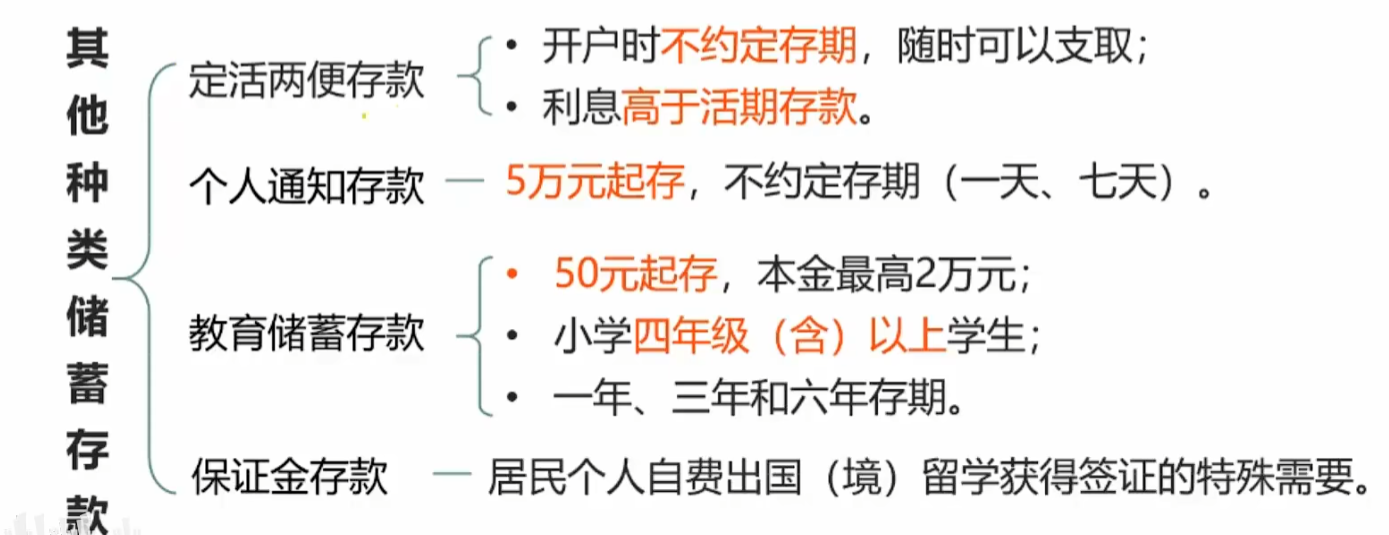 其他种类储蓄存款
定活两便存款
• 开户时不约定存期，随时可以支取；
• 利息高于活期存款。
个人通知存款
5万元起存，不约定存期（一天、七天）。
教育储蓄存款
• 50元起存，本金最高2万元；
• 小学四年级（含）以上学生；
• 一年、三年和六年存期。
保证金存款
居民个人自费出国（境）留学获得签证的特殊需要。